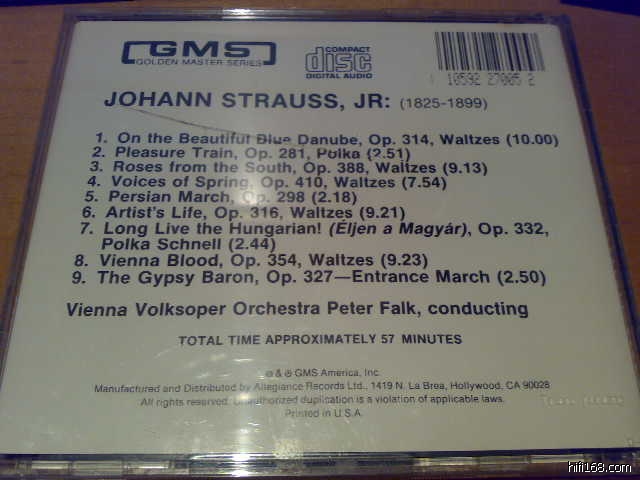 GMS
GOLDEN MASTER SERIES
COMPACT
disc
DIGITAL AUDIO
10592 27005 2
JOHANN STRAUSS, JR: (1825-1899)
1. On the Beautiful Blue Danube, Op. 314, Waltzes (10.00)
2. Pleasure Train, Op. 281, Polka (2.51)
3. Roses from the South, Op. 388, Waltzes (9.13)
4. Voices of Spring, Op. 410, Waltzes (7.54)
5. Persian March, Op. 298 (2.18)
6. Artist's Life, Op. 316, Waltzes (9.21)
7. Long Live the Hungarian! (Éljen a Magyár), Op. 332,
Polka Schnell (2.44)
8. Vienna Blood, Op. 354, Waltzes (9.23)
9. The Gypsy Baron, Op. 327—Entrance March (2.50)
Vienna Volksoper Orchestra Peter Falk, conducting
TOTAL TIME APPROXIMATELY 57 MINUTES
© & ℗ GMS America, Inc.
Manufactured and Distributed by Allegiance Records Ltd., 1419 N. La Brea, Hollywood, CA 90028
All rights reserved. Unauthorized duplication is a violation of applicable laws.
Printed in U.S.A.
hifi168.com